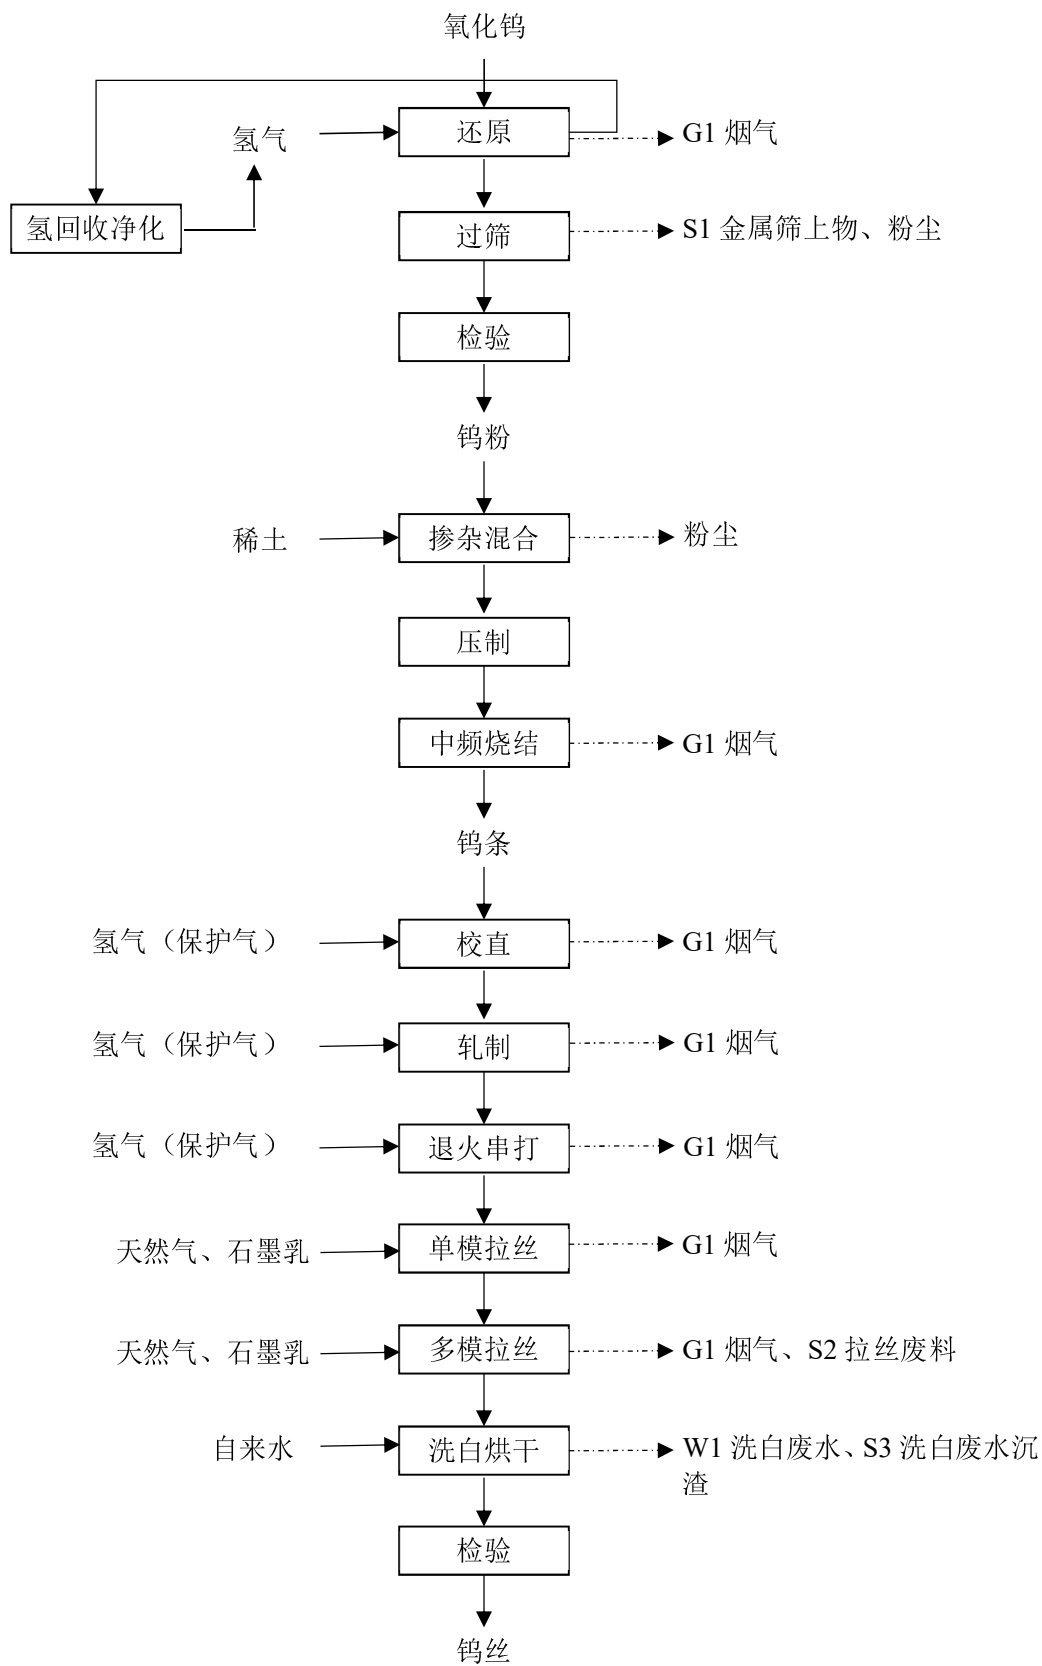 氧化钨
氢气
还原
G1 烟气
氢回收净化
过筛
S1 金属筛上物、粉尘
检验
钨粉
稀土
掺杂混合
粉尘
压制
中频烧结
G1 烟气
钨条
氢气（保护气）
校直
G1 烟气
氢气（保护气）
轧制
G1 烟气
氢气（保护气）
退火串打
G1 烟气
天然气、石墨乳
单模拉丝
G1 烟气
天然气、石墨乳
多模拉丝
G1 烟气、S2 拉丝废料
自来水
洗白烘干
W1 洗白废水、S3 洗白废水沉
渣
检验
钨丝